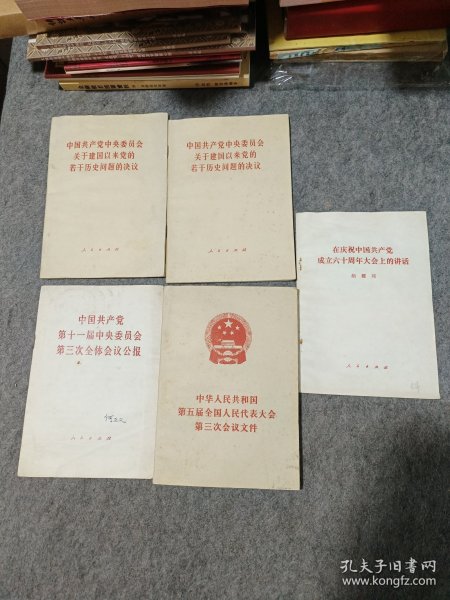 中国共产党中央委员会
关于建国以来党的
若干历史问题的决议
人民出版社
中国共产党中央委员会
关于建国以来党的
若干历史问题的决议
人民出版社
在庆祝中国共产党
成立六十周年大会上的讲话
胡耀邦
人民出版社
中国共产党
第十一届中央委员会
第三次全体会议公报
人民出版社
中华人民共和国
第五届全国人民代表大会
第三次会议文件
孔夫子旧书网
www.kongfz.com